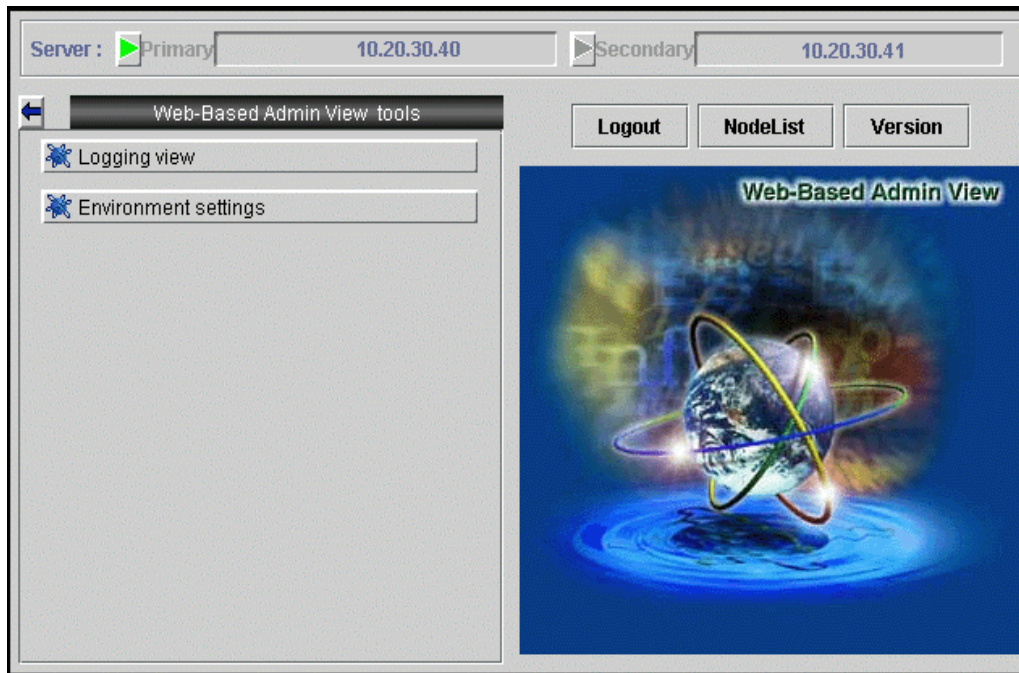 Server : Primary 10.20.30.40 Secondary 10.20.30.41
Web-Based Admin View tools
Logout NodeList Version
Logging view
Environment settings
Web-Based Admin View